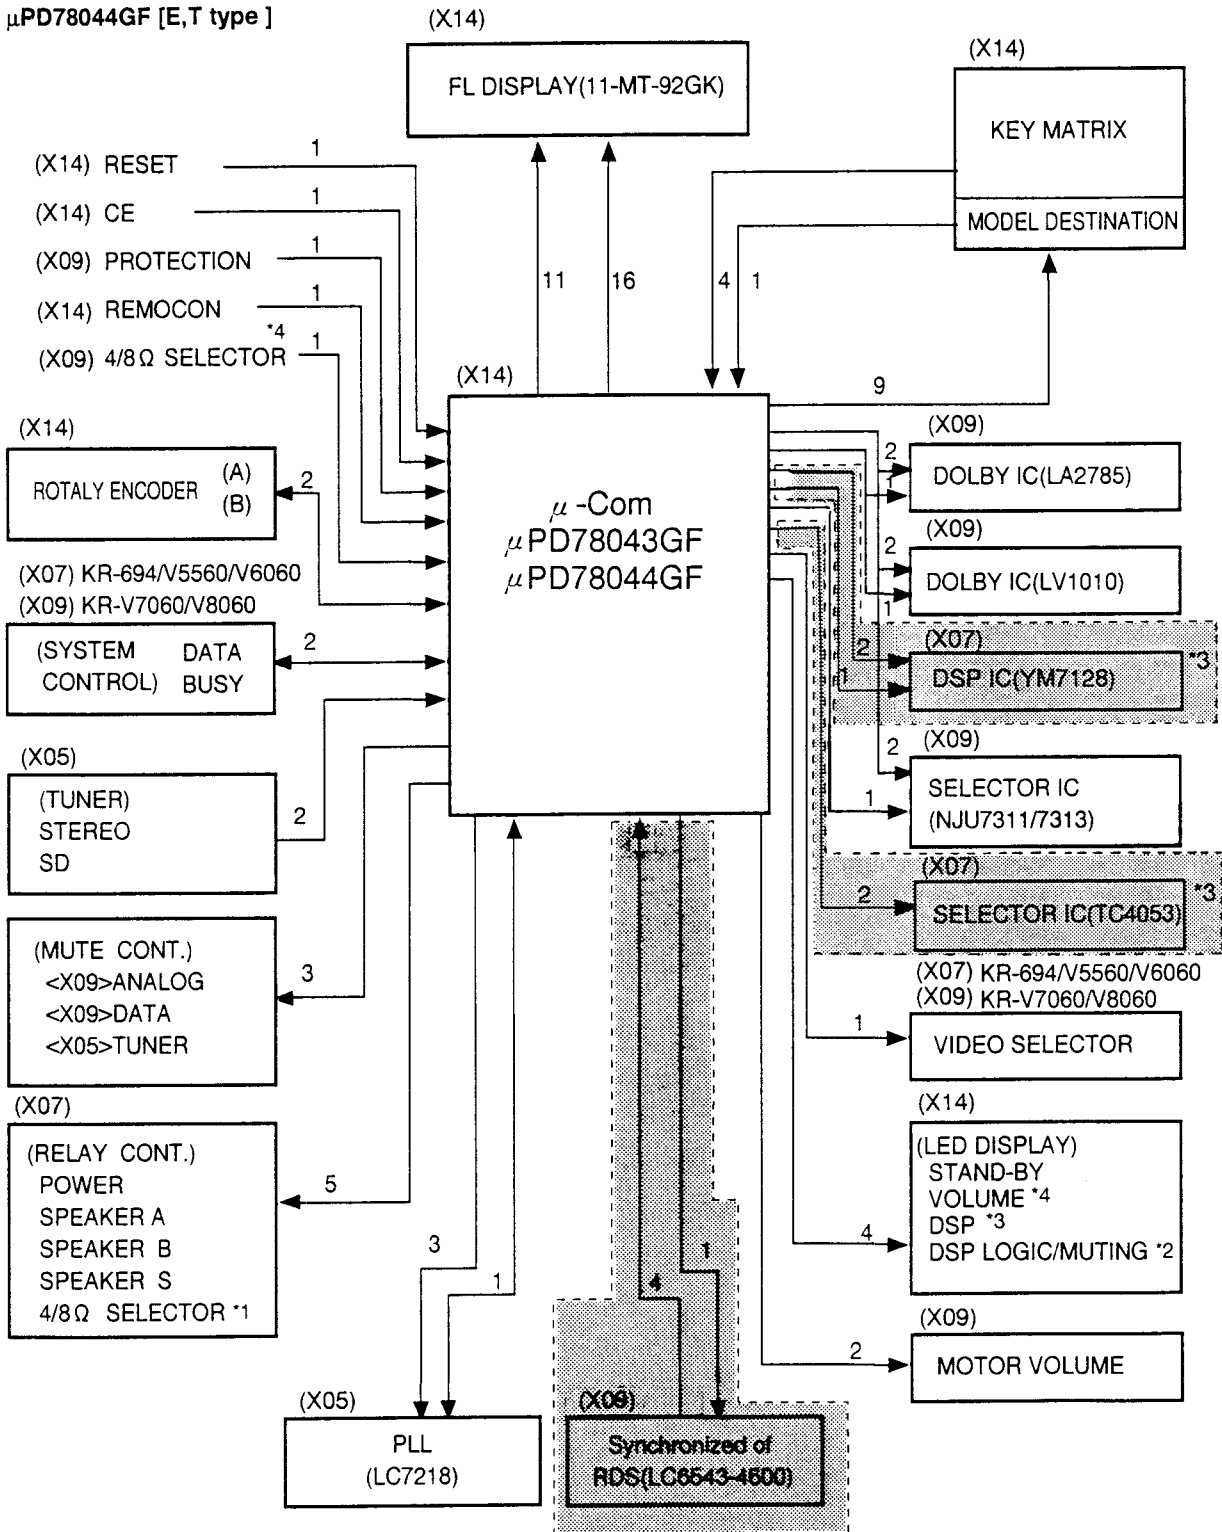 µPD78044GF [E,T type ]
(X14)
FL DISPLAY(11-MT-92GK)
(X14)
KEY MATRIX
MODEL DESTINATION
(X14) RESET
1
(X14) CE
1
(X09) PROTECTION
1
(X14) REMOCON
1
*4
(X09) 4/8Ω SELECTOR
1
11
16
4
1
9
(X14)
µ-Com
µPD78043GF
µPD78044GF
(X14)
ROTALY ENCODER
(A)
(B)
2
(X07) KR-694/V5560/V6060
(X09) KR-V7060/V8060
(SYSTEM DATA
CONTROL) BUSY
2
(X05)
(TUNER)
STEREO
SD
2
(MUTE CONT.)
<X09>ANALOG
<X09>DATA
<X05>TUNER
3
(X07)
(RELAY CONT.)
POWER
SPEAKER A
SPEAKER B
SPEAKER S
4/8Ω SELECTOR *1
5
3
1
(X05)
PLL
(LC7218)
4
1
(X09)
Synchronized of
RDS(LC6543-4600)
(X09)
2
1
DOLBY IC(LA2785)
(X09)
2
1
DOLBY IC(LV1010)
(X07)
2
1
DSP IC(YM7128)
*3
(X09)
2
1
SELECTOR IC
(NJU7311/7313)
(X07)
2
SELECTOR IC(TC4053)
*3
(X07) KR-694/V5560/V6060
(X09) KR-V7060/V8060
1
VIDEO SELECTOR
(X14)
(LED DISPLAY)
STAND-BY
VOLUME *4
DSP *3
DSP LOGIC/MUTING *2
4
(X09)
2
MOTOR VOLUME